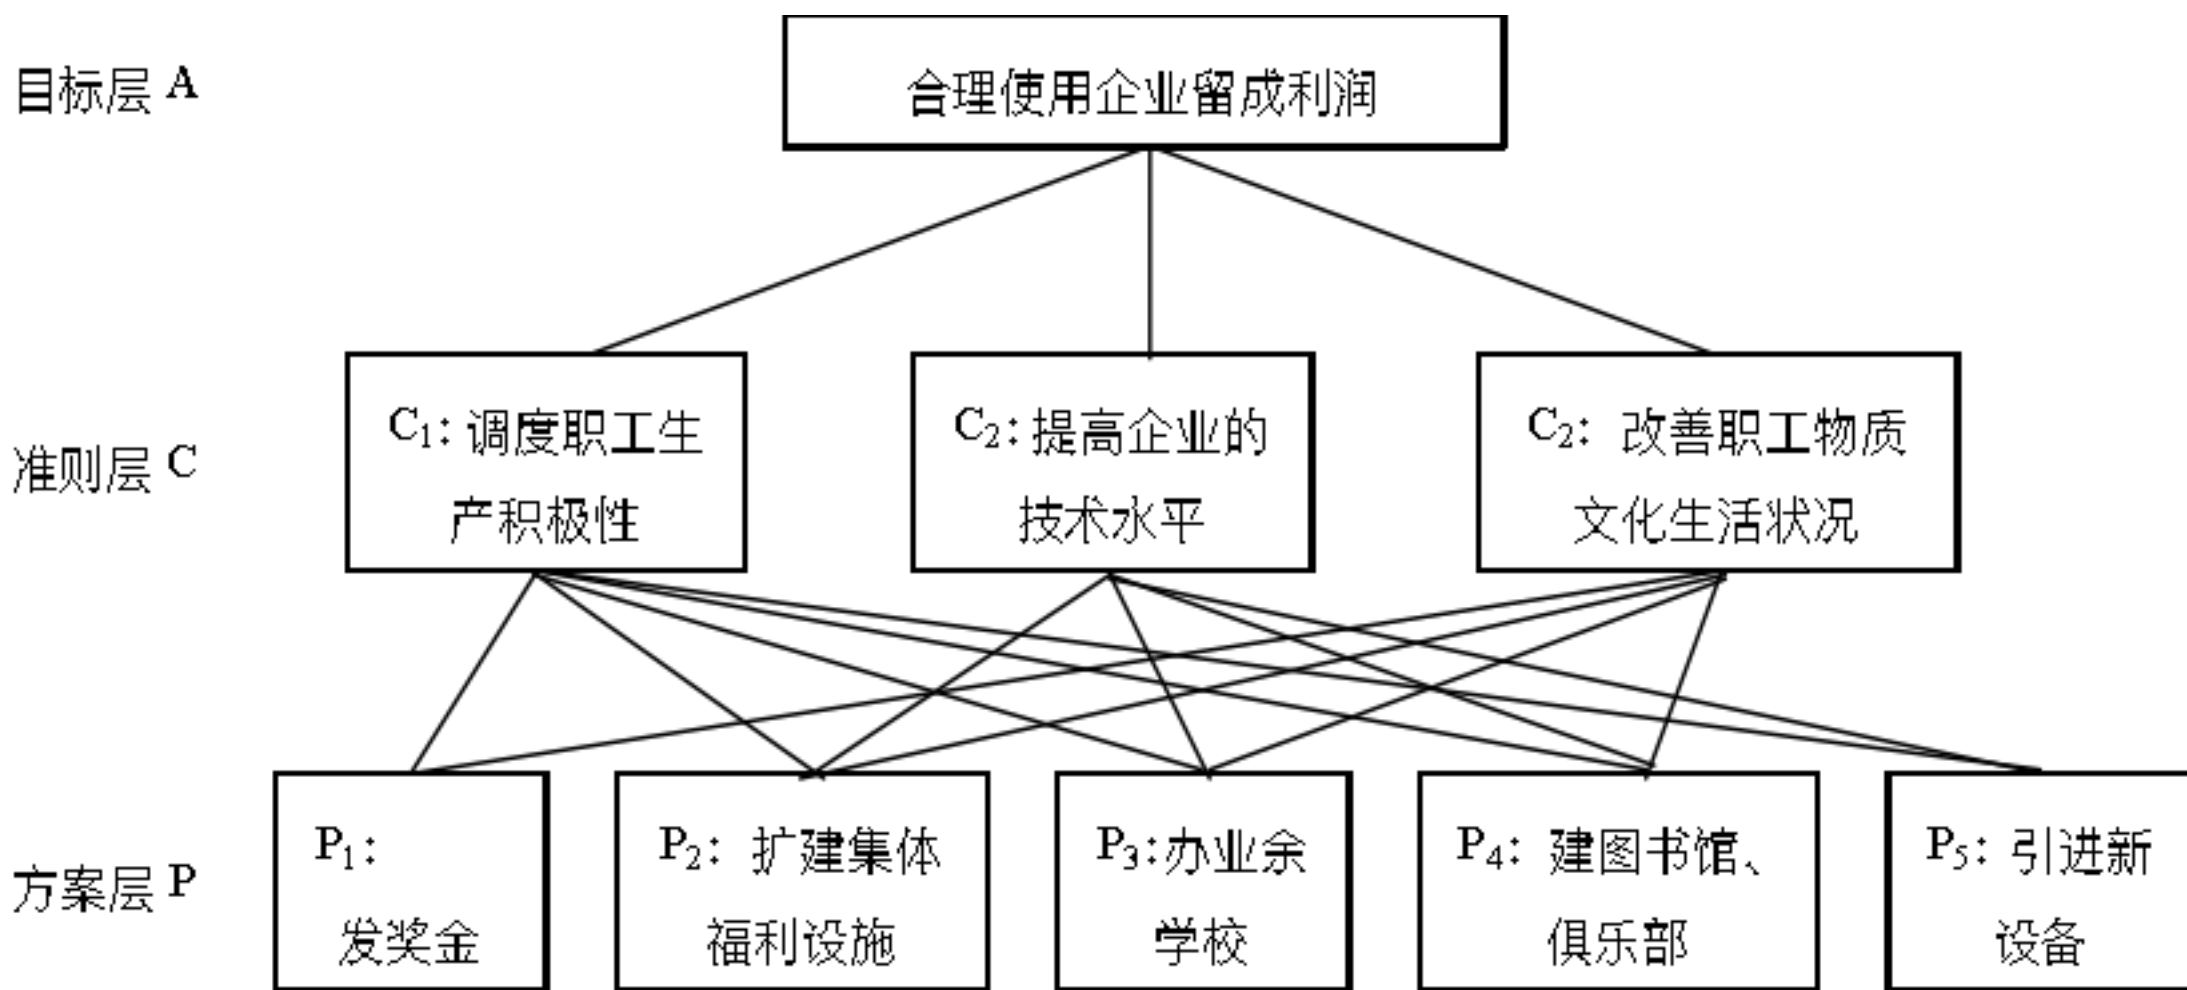 目标层 A
合理使用企业留成利润
准则层 C
C₁: 调度职工生
产积极性
C₂: 提高企业的
技术水平
C₂: 改善职工物质
文化生活状况
方案层 P
P₁:
发奖金
P₂: 扩建集体
福利设施
P₃:办业余
学校
P₄: 建图书馆、
俱乐部
P₅: 引进新
设备